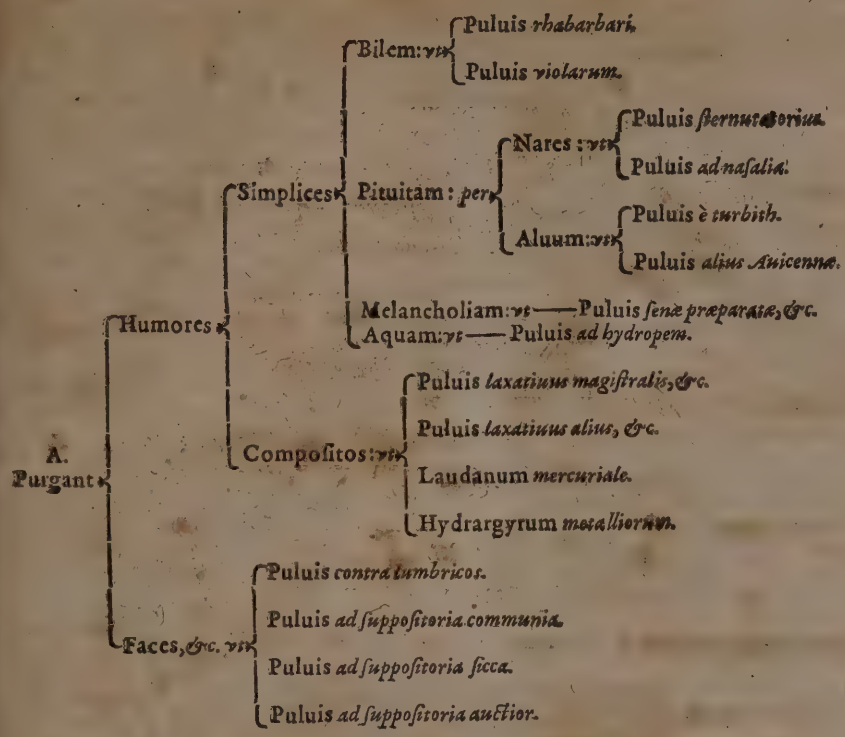 Puluis rhabarbari.
Bilem: vt
Puluis violarum.
Puluis ſternutatorius.
Nares: vt
Puluis ad naſalia.
Simplices
Pituitam: per
Puluis è turbith.
Aluum: vt
Puluis alius Auicennæ.
Melancholiam: vt — Puluis ſenæ præparatæ, &c.
Humores
Aquam: vt — Puluis ad hydropem.
Puluis laxatiuus magiſtralis, &c.
Puluis laxatiuus alius, &c.
A.
Compoſitos: vt
Purgant
Laudanum mercuriale.
Hydrargyrum metalliorum.
Puluis contra lumbricos.
Puluis ad ſuppoſitoria communia.
Faces, &c. vt
Puluis ad ſuppoſitoria ſicca.
Puluis ad ſuppoſitoria auctior.